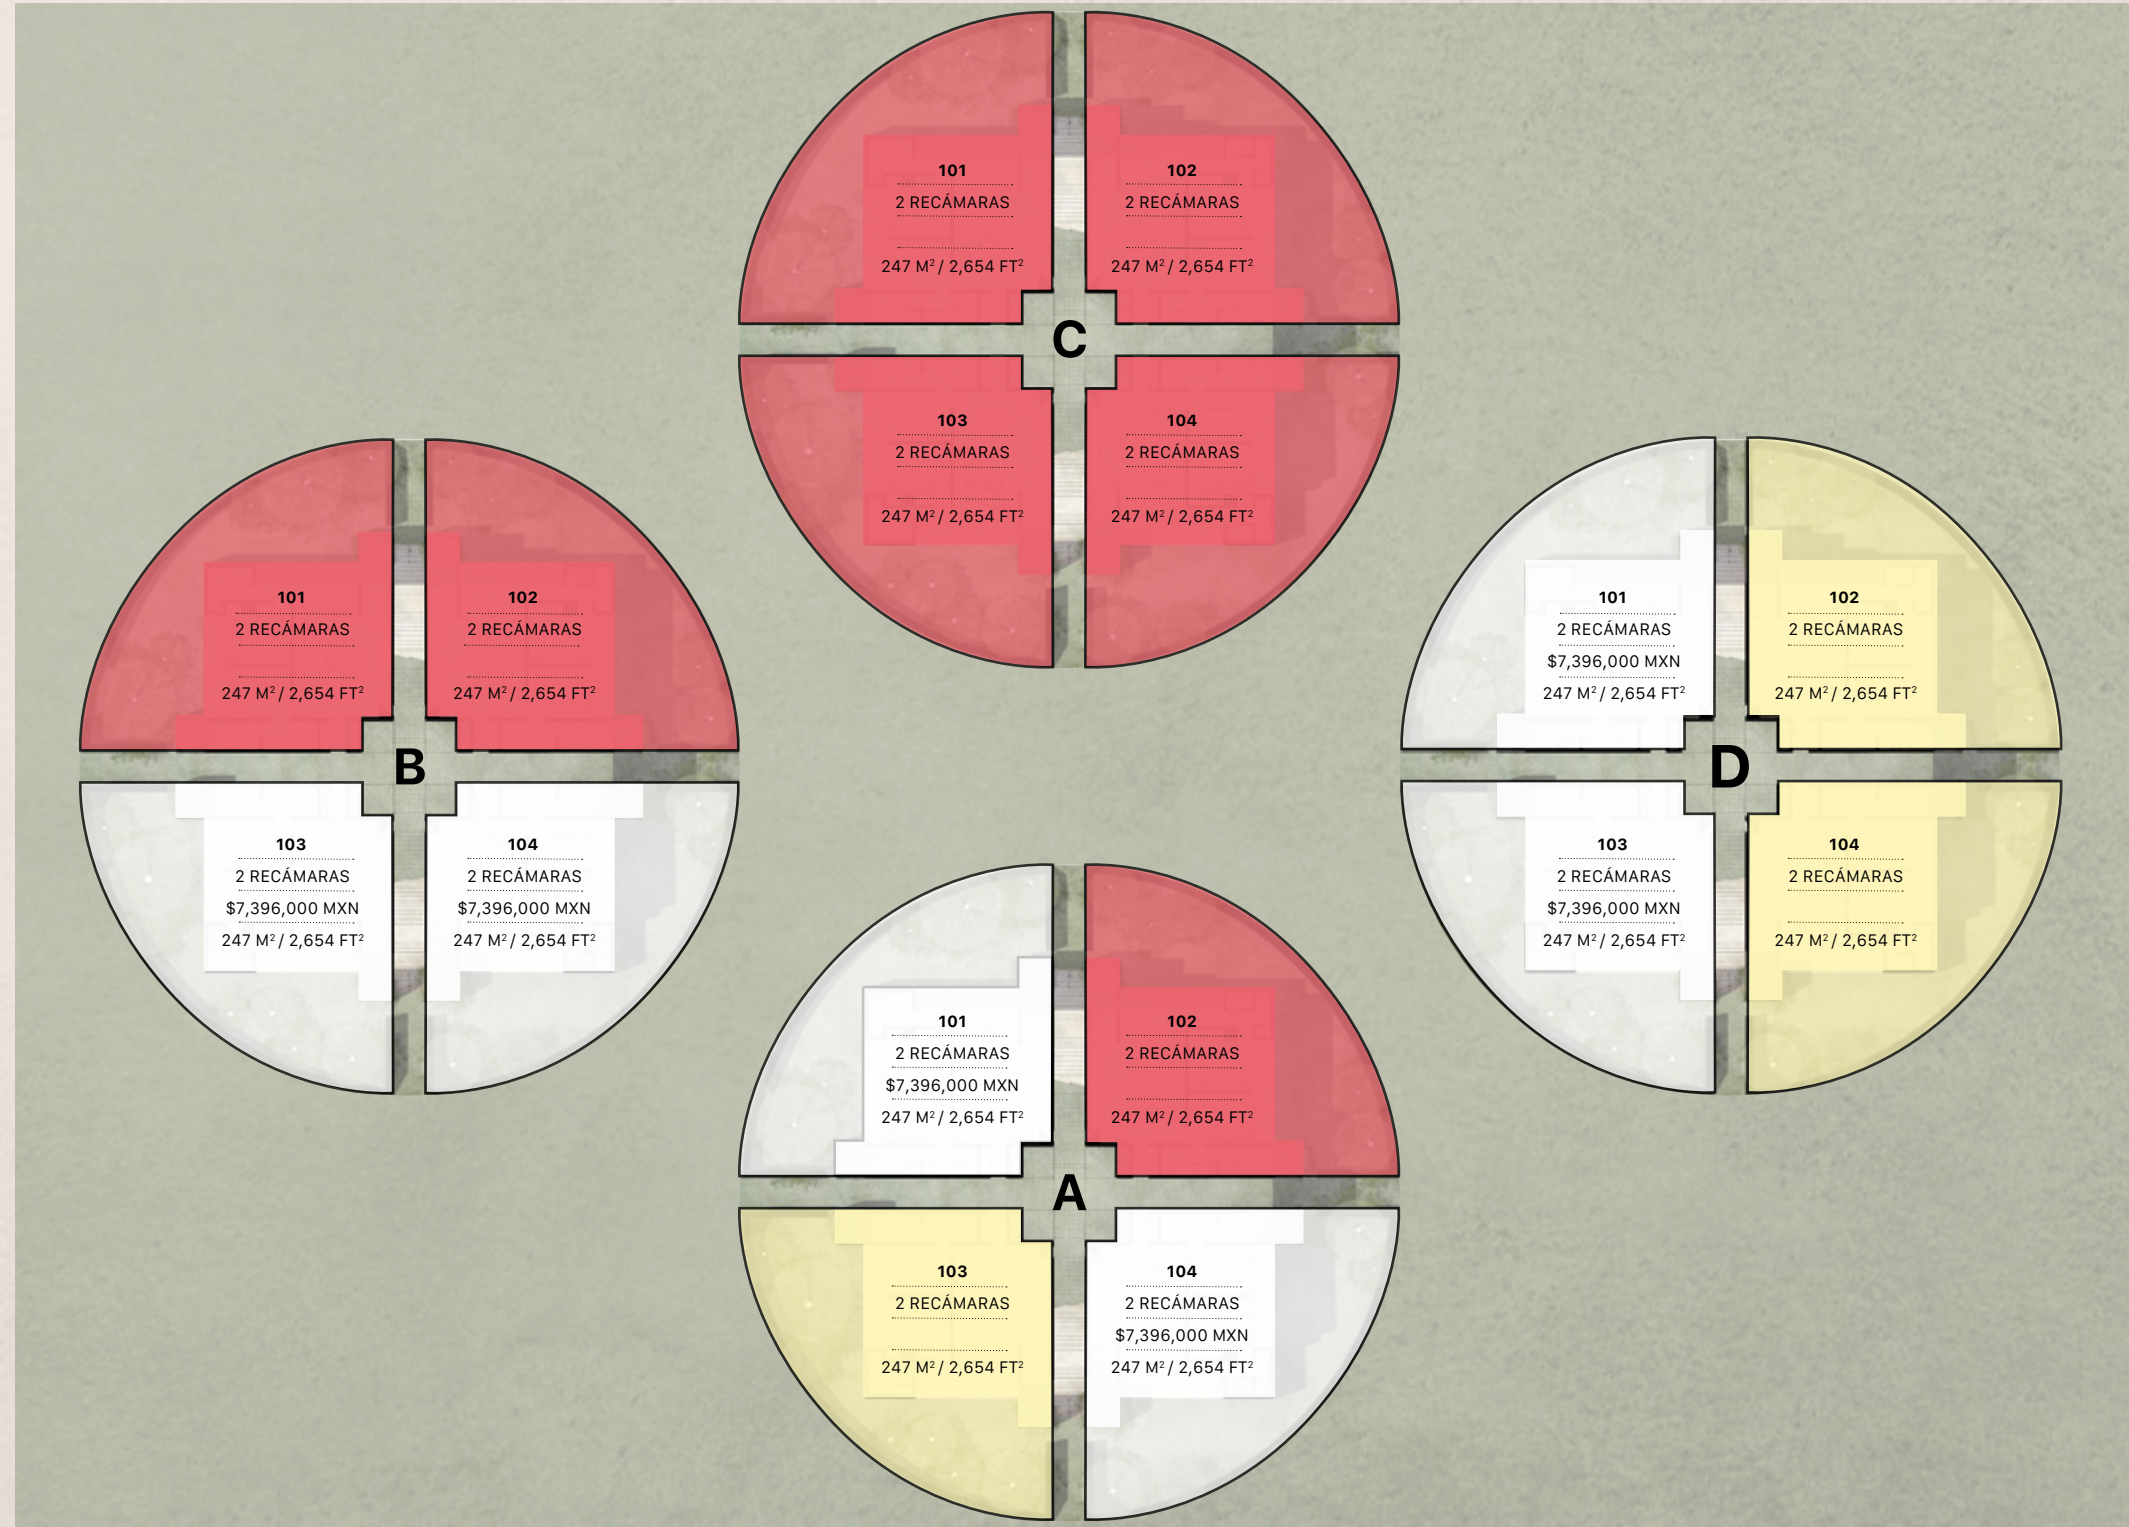 101
2 RECÁMARAS
247 M²/ 2,654 FT²
102
2 RECÁMARAS
247 M²/ 2,654 FT²
C
103
2 RECÁMARAS
247 M²/ 2,654 FT²
104
2 RECÁMARAS
247 M²/ 2,654 FT²
101
2 RECÁMARAS
247 M²/ 2,654 FT²
102
2 RECÁMARAS
247 M²/ 2,654 FT²
B
103
2 RECÁMARAS
$7,396,000 MXN
247 M²/ 2,654 FT²
104
2 RECÁMARAS
$7,396,000 MXN
247 M²/ 2,654 FT²
101
2 RECÁMARAS
$7,396,000 MXN
247 M²/ 2,654 FT²
102
2 RECÁMARAS
247 M²/ 2,654 FT²
D
103
2 RECÁMARAS
$7,396,000 MXN
247 M²/ 2,654 FT²
104
2 RECÁMARAS
247 M²/ 2,654 FT²
101
2 RECÁMARAS
$7,396,000 MXN
247 M²/ 2,654 FT²
102
2 RECÁMARAS
247 M²/ 2,654 FT²
A
103
2 RECÁMARAS
247 M²/ 2,654 FT²
104
2 RECÁMARAS
$7,396,000 MXN
247 M²/ 2,654 FT²